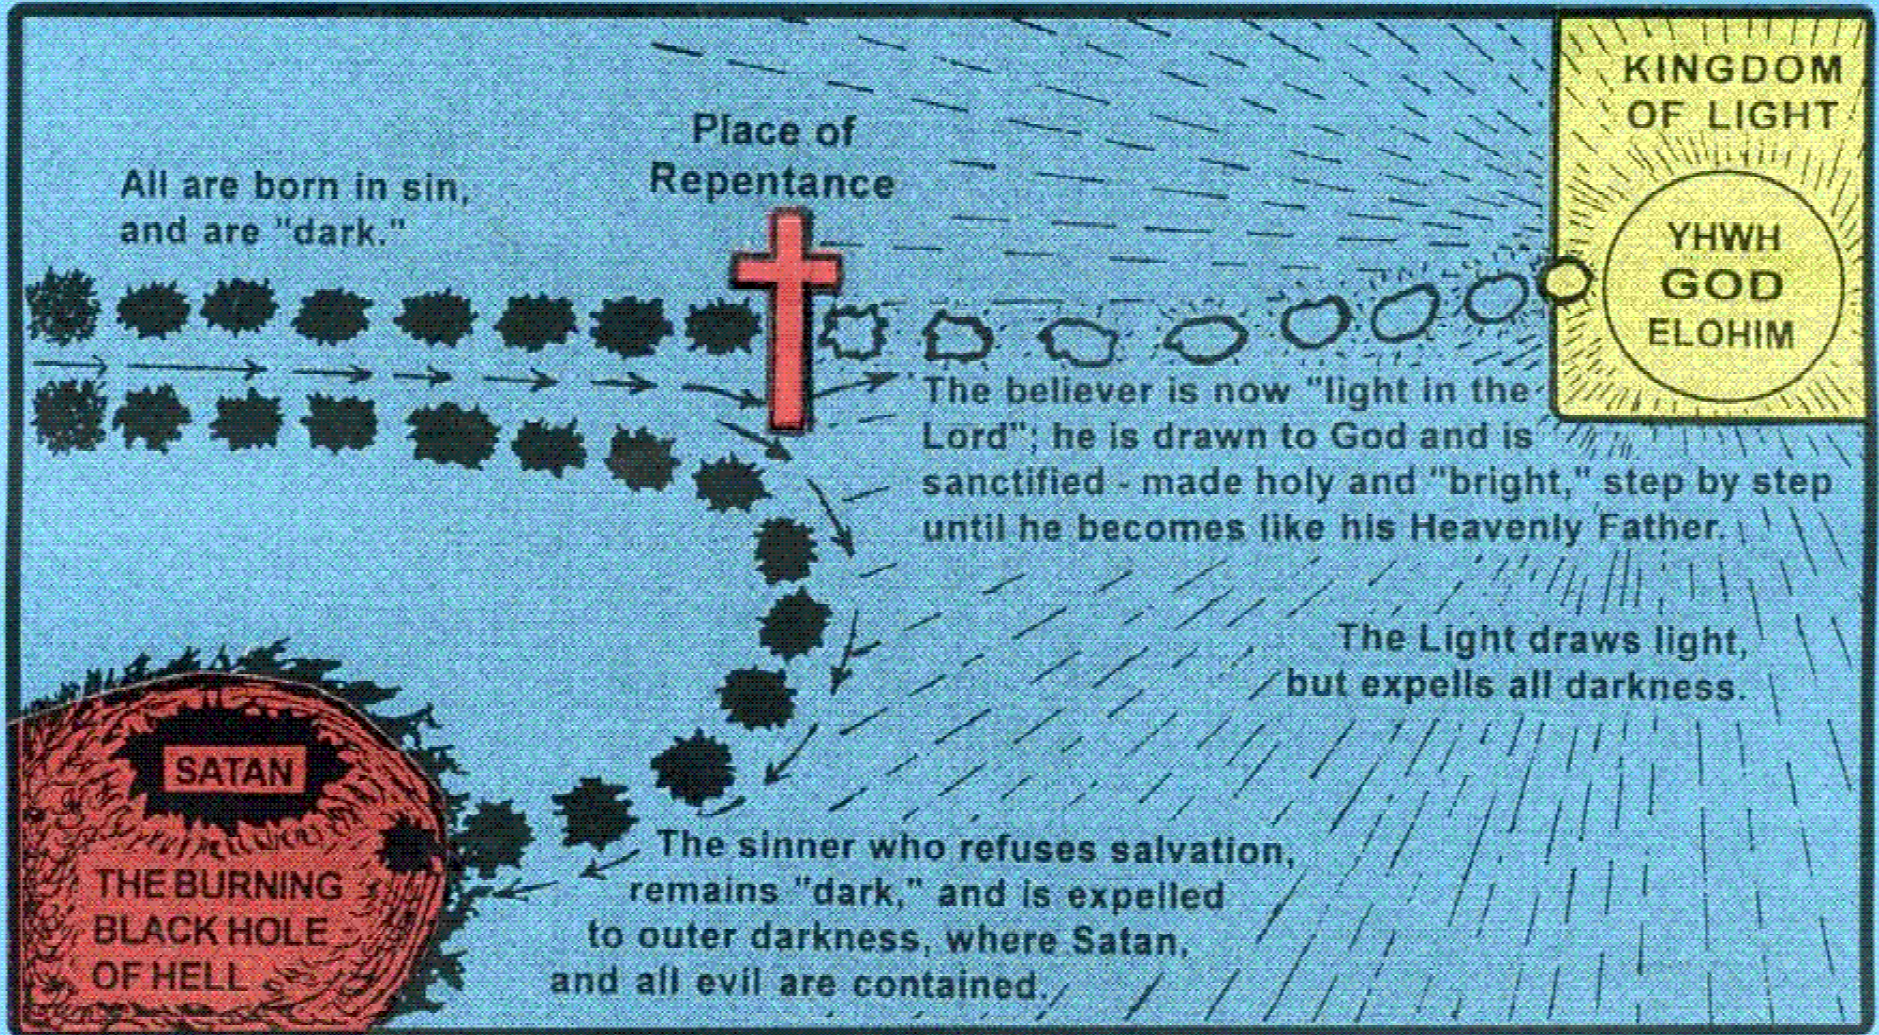 KINGDOM
OF LIGHT
YHWH
GOD
ELOHIM
Place of
Repentance
All are born in sin,
and are "dark."
The believer is now "light in the
Lord"; he is drawn to God and is
sanctified - made holy and "bright," step by step
until he becomes like his Heavenly Father.
The Light draws light,
but expells all darkness.
SATAN
THE BURNING
BLACK HOLE
OF HELL
The sinner who refuses salvation,
remains "dark," and is expelled
to outer darkness, where Satan,
and all evil are contained.